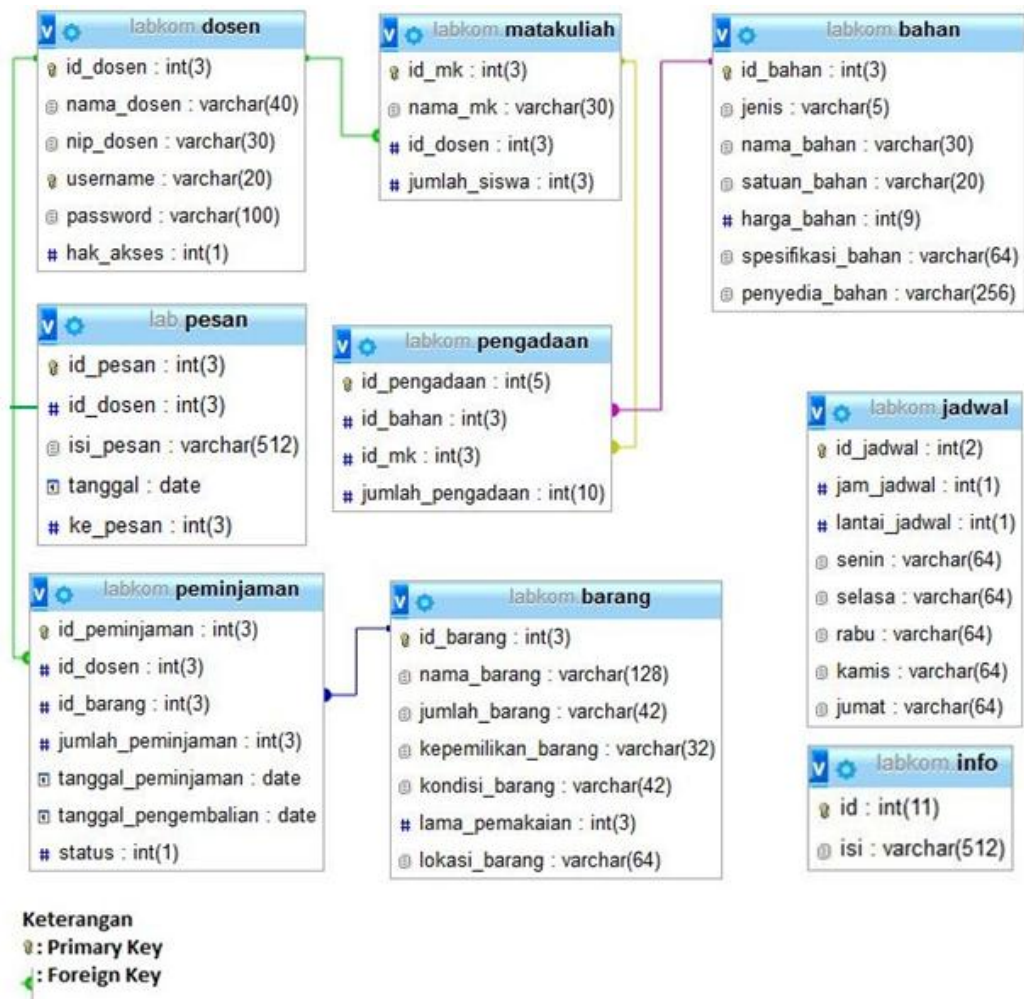 labkom.dosen
id_dosen : int(3)
nama_dosen : varchar(40)
nip_dosen : varchar(30)
username : varchar(20)
password : varchar(100)
# hak_akses : int(1)
labkom.matakuliah
id_mk : int(3)
nama_mk : varchar(30)
# id_dosen : int(3)
# jumlah_siswa : int(3)
labkom.bahan
id_bahan : int(3)
jenis : varchar(5)
nama_bahan : varchar(30)
satuan_bahan : varchar(20)
# harga_bahan : int(9)
spesifikasi_bahan : varchar(64)
penyedia_bahan : varchar(256)
lab.pesan
id_pesan : int(3)
# id_dosen : int(3)
isi_pesan : varchar(512)
tanggal : date
# ke_pesan : int(3)
labkom.pengadaan
id_pengadaan : int(5)
# id_bahan : int(3)
# id_mk : int(3)
# jumlah_pengadaan : int(10)
labkom.jadwal
id_jadwal : int(2)
# jam_jadwal : int(1)
# lantai_jadwal : int(1)
senin : varchar(64)
selasa : varchar(64)
rabu : varchar(64)
kamis : varchar(64)
jumat : varchar(64)
labkom.peminjaman
id_peminjaman : int(3)
# id_dosen : int(3)
# id_barang : int(3)
# jumlah_peminjaman : int(3)
tanggal_peminjaman : date
tanggal_pengembalian : date
# status : int(1)
labkom.barang
id_barang : int(3)
nama_barang : varchar(128)
jumlah_barang : varchar(42)
kepemilikan_barang : varchar(32)
kondisi_barang : varchar(42)
# lama_pemakaian : int(3)
lokasi_barang : varchar(64)
labkom.info
id : int(11)
isi : varchar(512)
Keterangan
: Primary Key
: Foreign Key